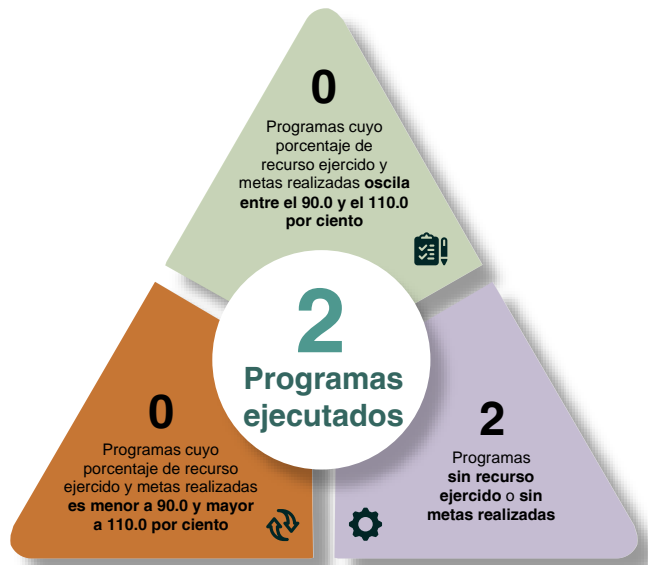 0
Programas cuyo
porcentaje de
recurso ejercido y
metas realizadas oscila
entre el 90.0 y el 110.0
por ciento
2
Programas
ejecutados
0
Programas cuyo
porcentaje de recurso
ejercido y metas realizadas
es menor a 90.0 y mayor
a 110.0 por ciento
2
Programas
sin recurso
ejercido o sin
metas realizadas